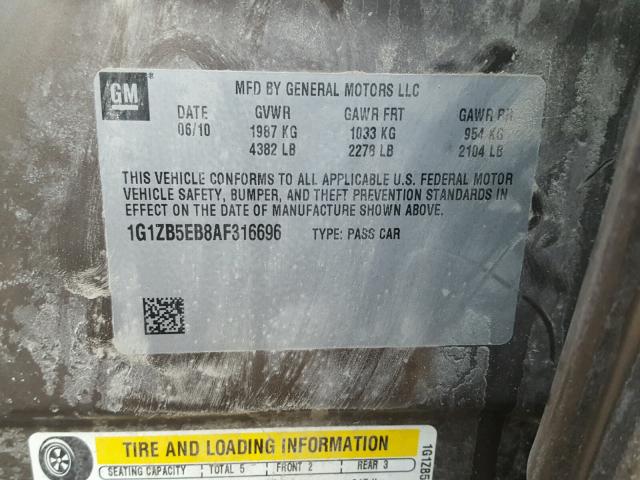 GM
MFD BY GENERAL MOTORS LLC
DATE GVWR GAWR FRT GAWR RR
06/10 1987 KG 1033 KG 954 KG
4382 LB 2278 LB 2104 LB
THIS VEHICLE CONFORMS TO ALL APPLICABLE U.S. FEDERAL MOTOR
VEHICLE SAFETY, BUMPER, AND THEFT PREVENTION STANDARDS IN
EFFECT ON THE DATE OF MANUFACTURE SHOWN ABOVE.
1G1ZB5EB8AF316696 TYPE: PASS CAR
TIRE AND LOADING INFORMATION
SEATING CAPACITY TOTAL 5 FRONT 2 REAR 3
1G1ZB5